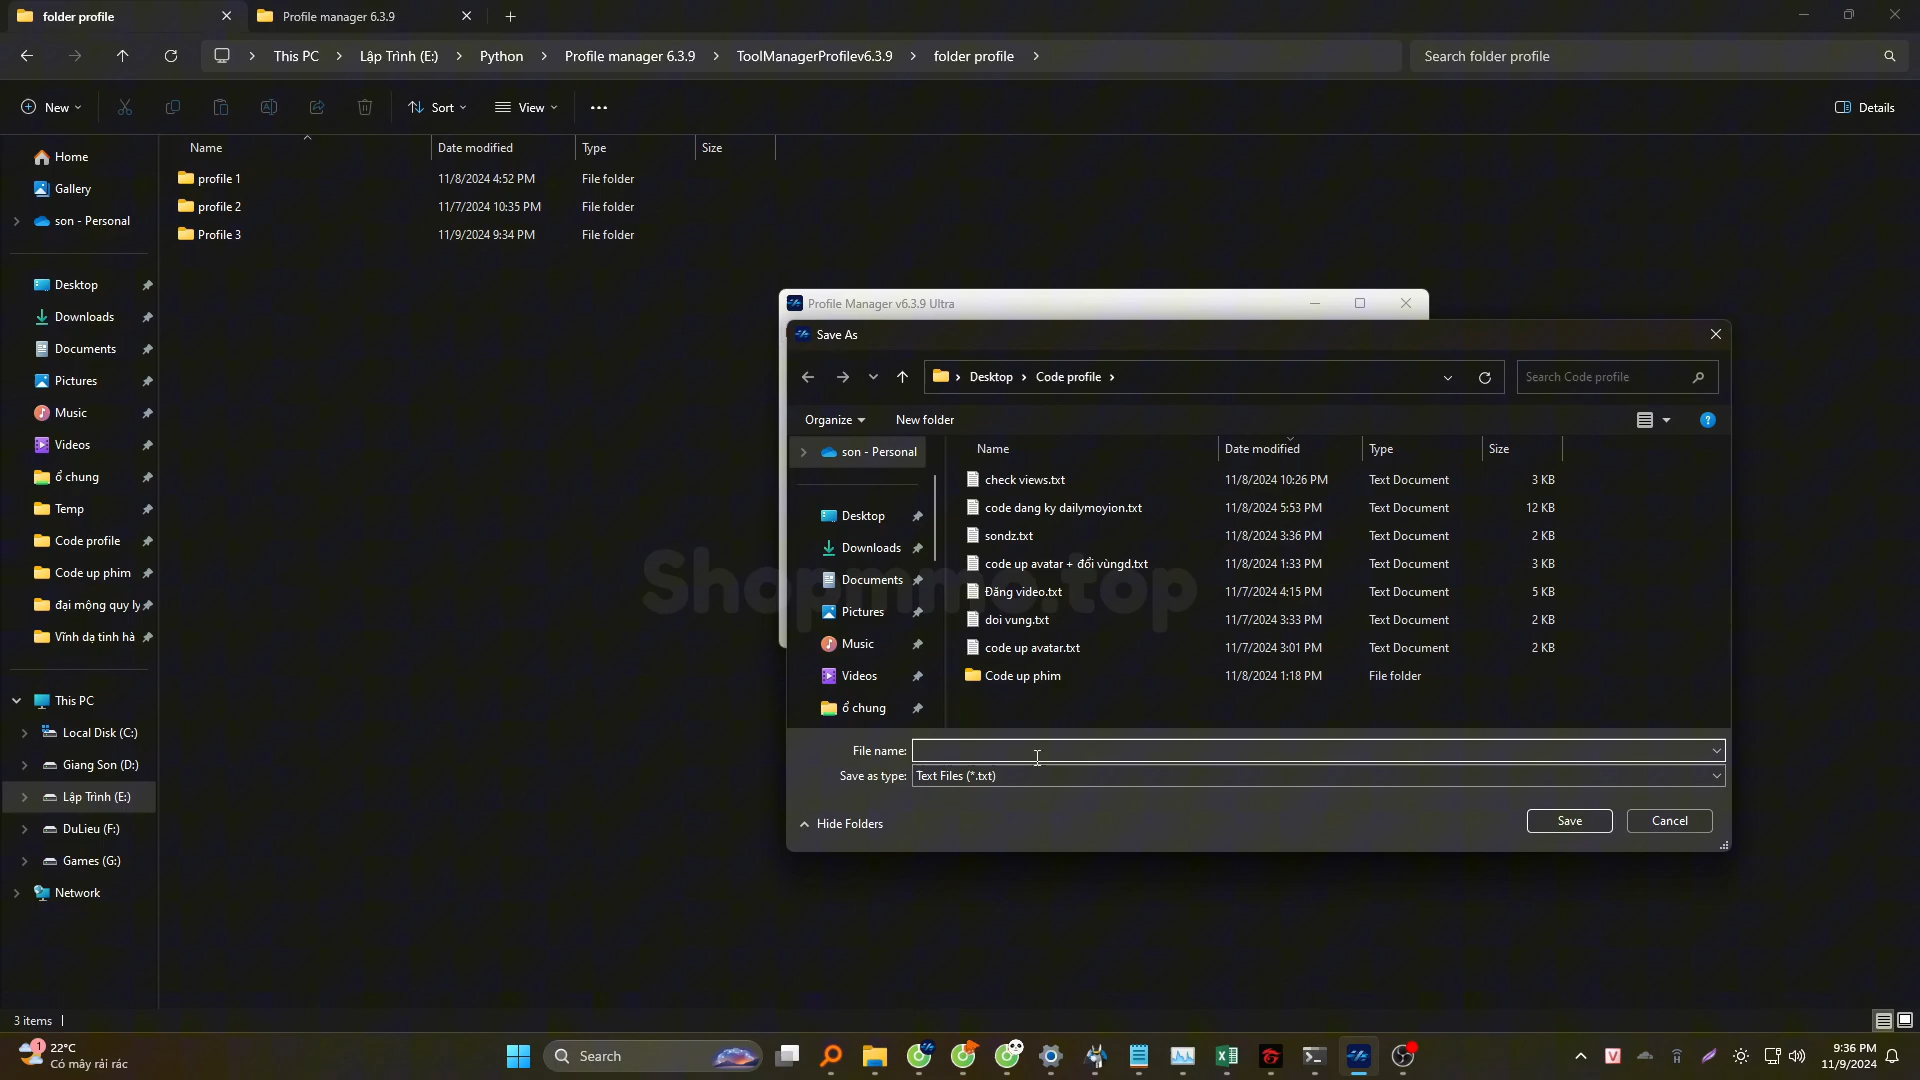 folder profile
Profile manager 6.3.9
This PC > Lập Trình (E:) > Python > Profile manager 6.3.9 > ToolManagerProfilev6.3.9 > folder profile >
Search folder profile
New
Sort
View
Details
Name Date modified Type Size
profile 1 11/8/2024 4:52 PM File folder
profile 2 11/7/2024 10:35 PM File folder
Profile 3 11/9/2024 9:34 PM File folder
Home
Gallery
son - Personal
Desktop
Downloads
Documents
Pictures
Music
Videos
ổ chung
Temp
Code profile
Code up phim
đại mộng quy ly
Vĩnh dạ tinh hà
This PC
Local Disk (C:)
Giang Son (D:)
Lập Trình (E:)
DuLieu (F:)
Games (G:)
Network
Profile Manager v6.3.9 Ultra
Save As
Desktop > Code profile >
Search Code profile
Organize
New folder
son - Personal
Desktop
Downloads
Documents
Pictures
Music
Videos
ổ chung
Name Date modified Type Size
check views.txt 11/8/2024 10:26 PM Text Document 3 KB
code dang ky dailymoyion.txt 11/8/2024 5:53 PM Text Document 12 KB
sondz.txt 11/8/2024 3:36 PM Text Document 2 KB
code up avatar + đổi vùngd.txt 11/8/2024 1:33 PM Text Document 3 KB
Đăng video.txt 11/7/2024 4:15 PM Text Document 5 KB
doi vung.txt 11/7/2024 3:33 PM Text Document 2 KB
code up avatar.txt 11/7/2024 3:01 PM Text Document 2 KB
Code up phim 11/8/2024 1:18 PM File folder
Shopmmo.top
File name:
Save as type: Text Files (*.txt)
Hide Folders
Save
Cancel
3 items
1
22°C
Có mây rải rác
Search
V
9:36 PM
11/9/2024